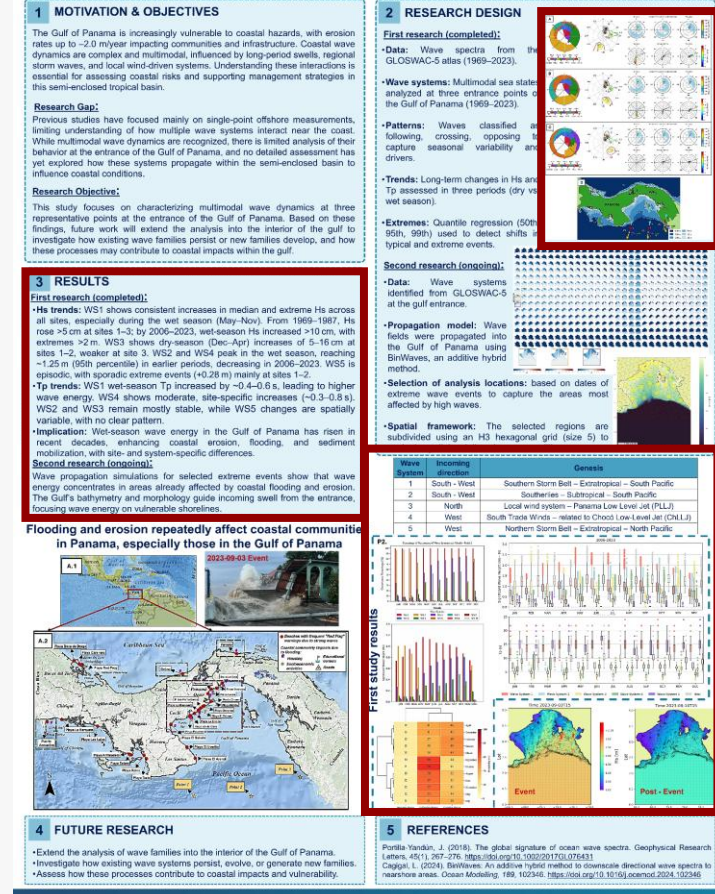 1 MOTIVATION & OBJECTIVES
The Gulf of Panama is increasingly vulnerable to coastal hazards, with erosion
rates up to –2.0 m/year impacting communities and infrastructure. Coastal wave
dynamics are complex and multimodal, influenced by long-period swells, regional
storm waves, and local wind-driven systems. Understanding these interactions is
essential for assessing coastal risks and supporting management strategies in
this semi-enclosed tropical basin.
Research Gap:
Previous studies have focused mainly on single-point offshore measurements,
limiting understanding of how multiple wave systems interact near the coast.
While multimodal wave dynamics are recognized, there is limited analysis of their
behavior at the entrance of the Gulf of Panama, and no detailed assessment has
yet explored how these systems propagate within the semi-enclosed basin to
influence coastal conditions.
Research Objective:
This study focuses on characterizing multimodal wave dynamics at three
representative points at the entrance of the Gulf of Panama. Based on these
findings, future work will extend the analysis into the interior of the gulf to
investigate how existing wave families persist or new families develop, and how
these processes may contribute to coastal impacts within the gulf.
2 RESEARCH DESIGN
First research (completed):
•Data: Wave spectra from the
GLOSWAC-5 atlas (1969–2023).
•Wave systems: Multimodal sea states
analyzed at three entrance points of
the Gulf of Panama (1969–2023).
•Patterns: Waves classified as
following, crossing, opposing to
capture seasonal variability and
drivers.
•Trends: Long-term changes in Hs and
Tp assessed in three periods (dry vs
wet season).
•Extremes: Quantile regression (50th,
95th, 99th) used to detect shifts in
typical and extreme events.
Second research (ongoing):
•Data: Wave systems
identified from GLOSWAC-5
at the gulf entrance.
•Propagation model: Wave
fields were propagated into
the Gulf of Panama using
BinWaves, an additive hybrid
method.
•Selection of analysis locations: based on dates of
extreme wave events to capture the areas most
affected by high waves.
•Spatial framework: The selected regions are
subdivided using an H3 hexagonal grid (size 5) to
3 RESULTS
First research (completed):
•Hs trends: WS1 shows consistent increases in median and extreme Hs across
all sites, especially during the wet season (May–Nov). From 1969–1987, Hs
rose >5 cm at sites 1–3; by 2006–2023, wet-season Hs increased >10 cm, with
extremes >2 m. WS3 shows dry-season (Dec–Apr) increases of 5–16 cm at
sites 1–2, weaker at site 3. WS2 and WS4 peak in the wet season, reaching
~1.25 m (95th percentile) in earlier periods, decreasing in 2006–2023. WS5 is
episodic, with sporadic extreme events (+0.28 m) mainly at sites 1–2.
•Tp trends: WS1 wet-season Tp increased by ~0.4–0.6 s, leading to higher
wave energy. WS4 shows moderate, site-specific increases (~0.3–0.8 s).
WS2 and WS3 remain mostly stable, while WS5 changes are spatially
variable, with no clear pattern.
•Implication: Wet-season wave energy in the Gulf of Panama has risen in
recent decades, enhancing coastal erosion, flooding, and sediment
mobilization, with site- and system-specific differences.
Second research (ongoing):
Wave propagation simulations for selected extreme events show that wave
energy concentrates in areas already affected by coastal flooding and erosion.
The Gulf's bathymetry and morphology guide incoming swell from the entrance,
focusing wave energy on vulnerable shorelines.
Flooding and erosion repeatedly affect coastal communitie
in Panama, especially those in the Gulf of Panama
A.1
2023-09-03 Event
A.2
Caribbean Sea
Pacific Ocean
Wave System Incoming direction Genesis
1 South - West Southern Storm Belt – Extratropical – South Pacific
2 South - West Southerlies – Subtropical – South Pacific
3 North Local wind system – Panama Low Level-Jet (PLLJ)
4 West South Trade Winds – related to Chocó Low-Level-Jet (CNLLJ)
5 West Northern Storm Belt – Extratropical – North Pacific
First study results
P2.
Event
Post - Event
4 FUTURE RESEARCH
•Extend the analysis of wave families into the interior of the Gulf of Panama.
•Investigate how existing wave systems persist, evolve, or generate new families.
•Assess how these processes contribute to coastal impacts and vulnerability.
5 REFERENCES
Portilla-Yandún, J. (2018). The global signature of ocean wave spectra. Geophysical Research
Letters, 45(1), 267–276. https://doi.org/10.1002/2017GL076431
Cagigal, L. (2024). BinWaves: An additive hybrid method to downscale directional wave spectra to
nearshore areas. Ocean Modelling, 189, 102346. https://doi.org/10.1016/j.ocemod.2024.102346